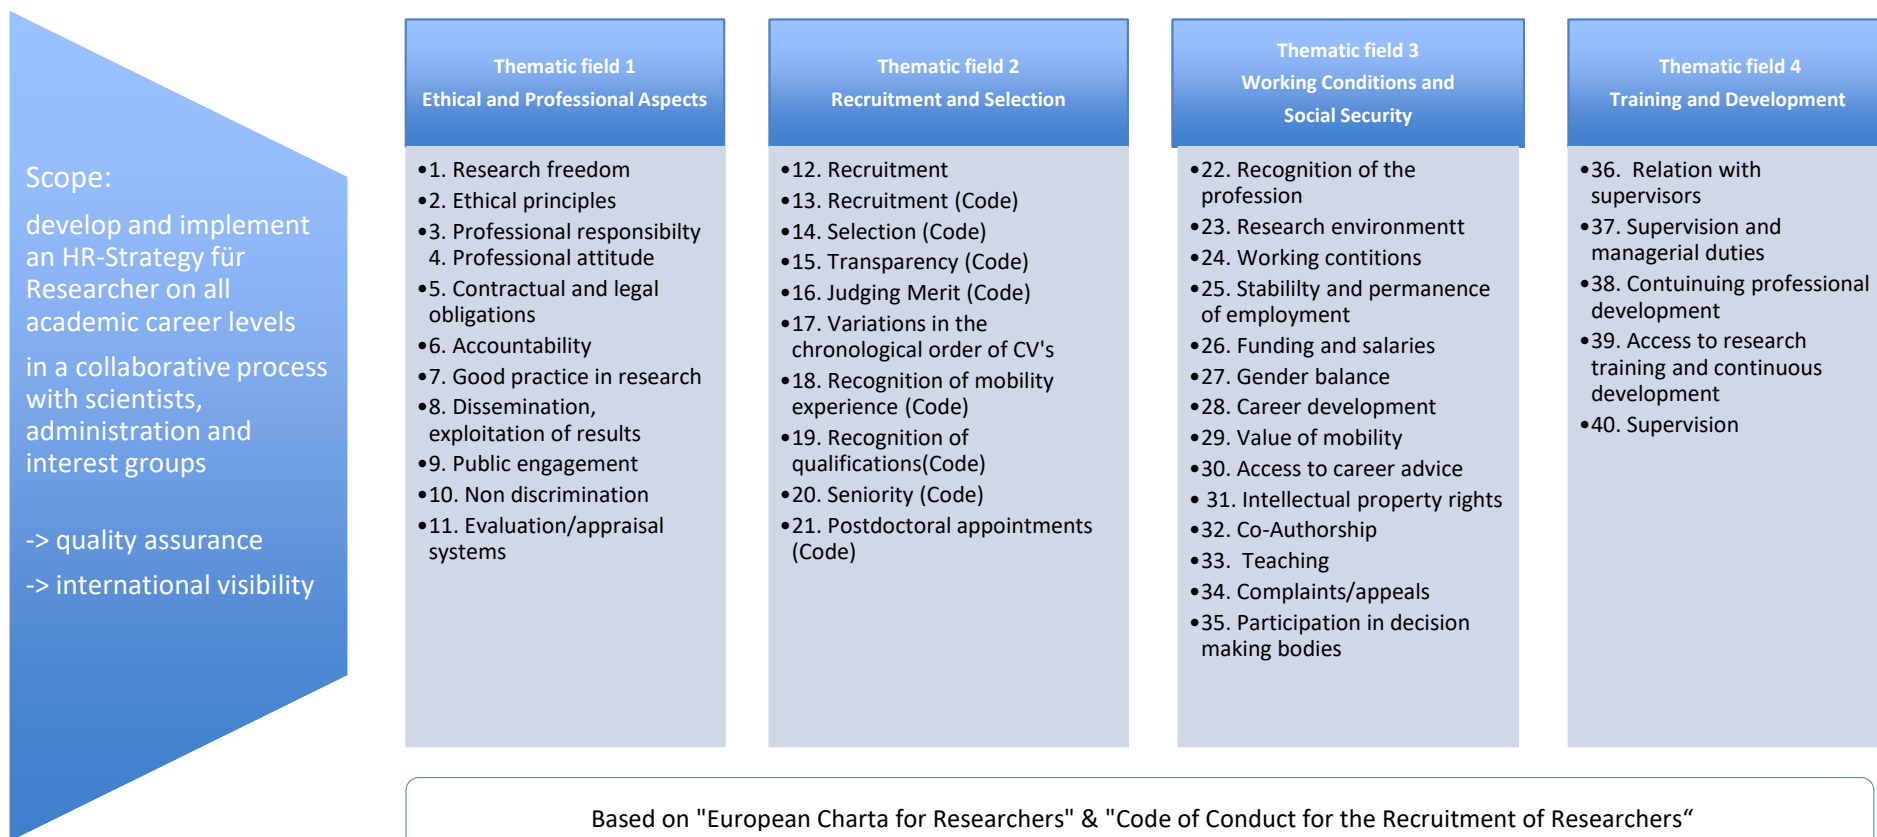 Scope:
develop and implement
an HR-Strategy für
Researcher on all
academic career levels
in a collaborative process
with scientists,
administration and
interest groups
-> quality assurance
-> international visibility
Thematic field 1
Ethical and Professional Aspects
•1. Research freedom
•2. Ethical principles
•3. Professional responsibilty
4. Professional attitude
•5. Contractual and legal
obligations
•6. Accountability
•7. Good practice in research
•8. Dissemination,
exploitation of results
•9. Public engagement
•10. Non discrimination
•11. Evaluation/appraisal
systems
Thematic field 2
Recruitment and Selection
•12. Recruitment
•13. Recruitment (Code)
•14. Selection (Code)
•15. Transparency (Code)
•16. Judging Merit (Code)
•17. Variations in the
chronological order of CV's
•18. Recognition of mobility
experience (Code)
•19. Recognition of
qualifications(Code)
•20. Seniority (Code)
•21. Postdoctoral appointments
(Code)
Thematic field 3
Working Conditions and
Social Security
•22. Recognition of the
profession
•23. Research environmentt
•24. Working contitions
•25. Stabililty and permanence
of employment
•26. Funding and salaries
•27. Gender balance
•28. Career development
•29. Value of mobility
•30. Access to career advice
• 31. Intellectual property rights
•32. Co-Authorship
•33.  Teaching
•34. Complaints/appeals
•35. Participation in decision
making bodies
Thematic field 4
Training and Development
•36.  Relation with
supervisors
•37. Supervision and
managerial duties
•38. Contuinuing professional
development
•39. Access to research
training and continuous
development
•40. Supervision
Based on "European Charta for Researchers" & "Code of Conduct for the Recruitment of Researchers“